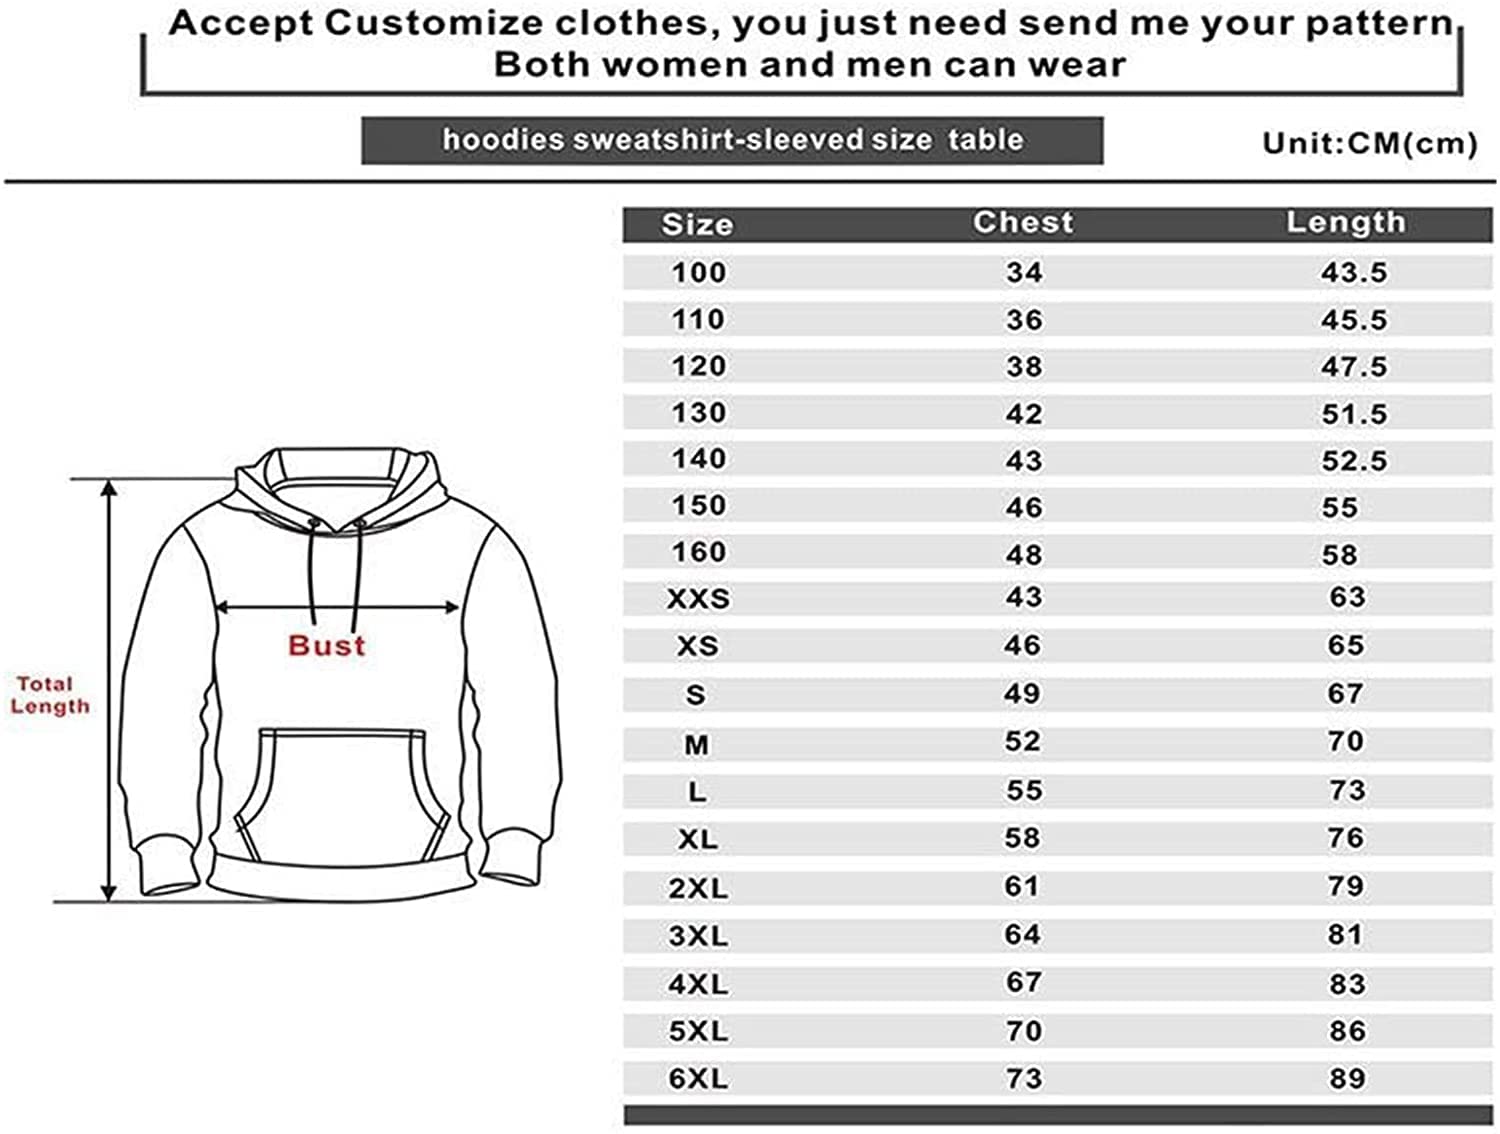 Accept Customize clothes, you just need send me your pattern,
Both women and men can wear
hoodies sweatshirt-sleeved size table
Unit:CM(cm)
Size Chest Length
100 34 43.5
110 36 45.5
120 38 47.5
130 42 51.5
140 43 52.5
150 46 55
160 48 58
XXS 43 63
XS 46 65
S 49 67
M 52 70
L 55 73
XL 58 76
2XL 61 79
3XL 64 81
4XL 67 83
5XL 70 86
6XL 73 89
Bust
Total
Length